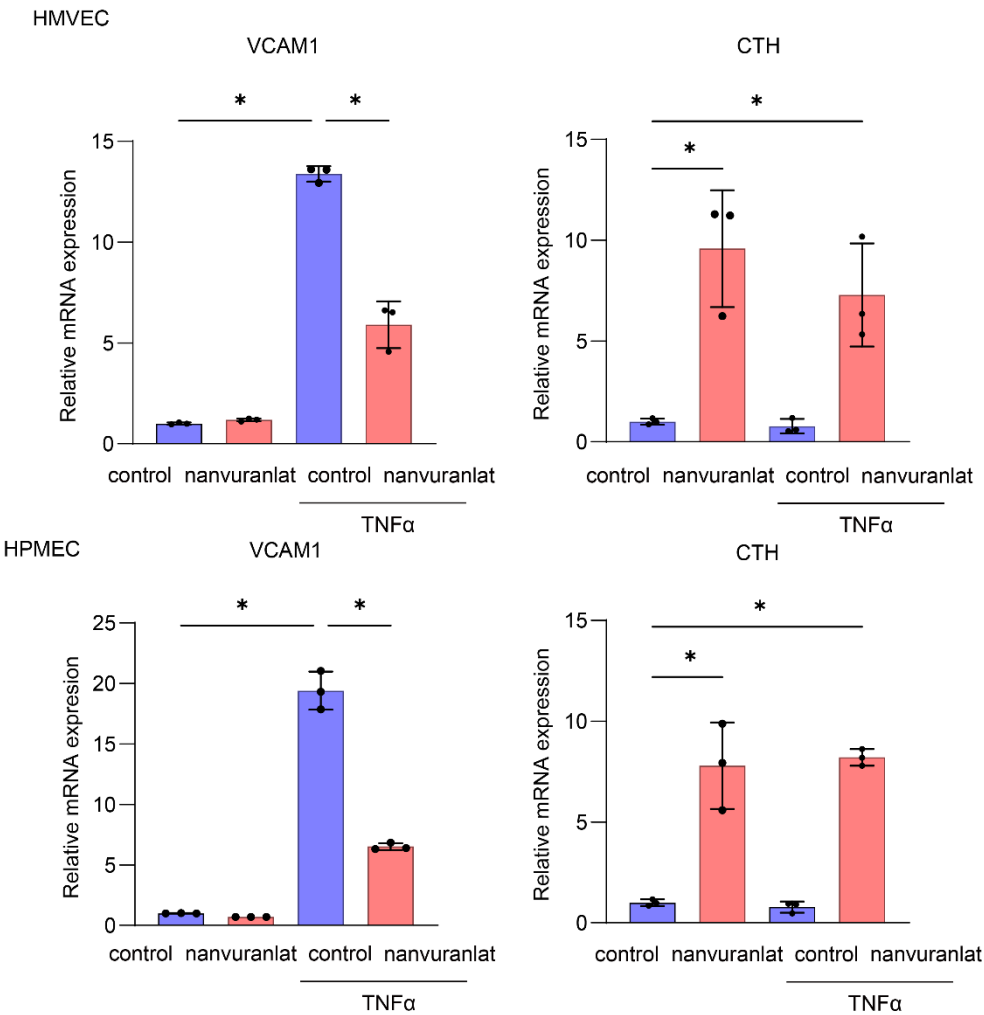 HMVEC
VCAM1
CTH
* *
*
*
Relative mRNA expression
15
10
5
0
control nanvuranlat control nanvuranlat
TNFα
Relative mRNA expression
15
10
5
0
control nanvuranlat control nanvuranlat
TNFα
HPMEC
VCAM1
CTH
* *
*
*
Relative mRNA expression
25
20
15
10
5
0
control nanvuranlat control nanvuranlat
TNFα
Relative mRNA expression
15
10
5
0
control nanvuranlat control nanvuranlat
TNFα